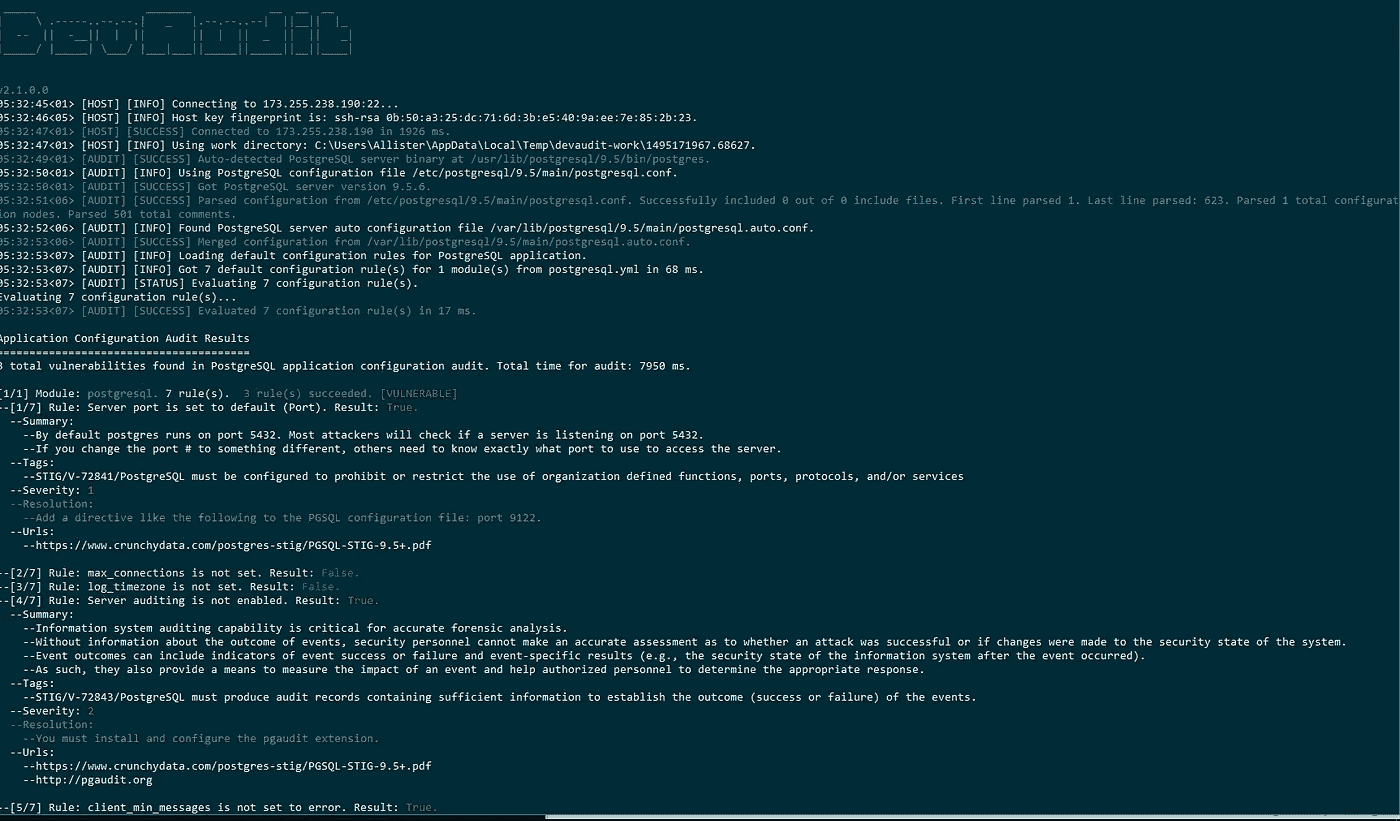 DevAudit
v2.1.0.0
05:32:45<01> [HOST] [INFO] Connecting to 173.255.238.190:22...
05:32:46<05> [HOST] [INFO] Host key fingerprint is: ssh-rsa 0b:50:a3:25:dc:71:6d:3b:e5:40:9a:ee:7e:85:2b:23.
05:32:47<01> [HOST] [SUCCESS] Connected to 173.255.238.190 in 1926 ms.
05:32:47<01> [HOST] [INFO] Using work directory: C:\Users\Allister\AppData\Local\Temp\devaudit-work\1495171967.68627.
05:32:49<01> [AUDIT] [SUCCESS] Auto-detected PostgreSQL server binary at /usr/lib/postgresql/9.5/bin/postgres.
05:32:50<01> [AUDIT] [INFO] Using PostgreSQL configuration file /etc/postgresql/9.5/main/postgresql.conf.
05:32:50<01> [AUDIT] [SUCCESS] Got PostgreSQL server version 9.5.6.
05:32:51<06> [AUDIT] [SUCCESS] Parsed configuration from /etc/postgresql/9.5/main/postgresql.conf. Successfully included 0 out of 0 include files. First line parsed 1. Last line parsed: 623. Parsed 1 total configurat
ion nodes. Parsed 501 total comments.
05:32:52<06> [AUDIT] [INFO] Found PostgreSQL server auto configuration file /var/lib/postgresql/9.5/main/postgresql.auto.conf.
05:32:53<06> [AUDIT] [SUCCESS] Merged configuration from /var/lib/postgresql/9.5/main/postgresql.auto.conf.
05:32:53<07> [AUDIT] [INFO] Loading default configuration rules for PostgreSQL application.
05:32:53<07> [AUDIT] [INFO] Got 7 default configuration rule(s) for 1 module(s) from postgresql.yml in 68 ms.
05:32:53<07> [AUDIT] [STATUS] Evaluating 7 configuration rule(s).
Evaluating 7 configuration rule(s)...
05:32:53<07> [AUDIT] [SUCCESS] Evaluated 7 configuration rule(s) in 17 ms.
Application Configuration Audit Results
=======================================
3 total vulnerabilities found in PostgreSQL application configuration audit. Total time for audit: 7950 ms.
[1/1] Module: postgresql. 7 rule(s).  3 rule(s) succeeded. [VULNERABLE]
--[1/7] Rule: Server port is set to default (Port). Result: True.
  --Summary:
    --By default postgres runs on port 5432. Most attackers will check if a server is listening on port 5432.
    --If you change the port # to something different, others need to know exactly what port to use to access the server.
  --Tags:
    --STIG/V-72841/PostgreSQL must be configured to prohibit or restrict the use of organization defined functions, ports, protocols, and/or services
  --Severity: 1
  --Resolution:
    --Add a directive like the following to the PGSQL configuration file: port 9122.
  --Urls:
    --https://www.crunchydata.com/postgres-stig/PGSQL-STIG-9.5+.pdf
--[2/7] Rule: max_connections is not set. Result: False.
--[3/7] Rule: log_timezone is not set. Result: False.
--[4/7] Rule: Server auditing is not enabled. Result: True.
  --Summary:
    --Information system auditing capability is critical for accurate forensic analysis.
    --Without information about the outcome of events, security personnel cannot make an accurate assessment as to whether an attack was successful or if changes were made to the security state of the system.
    --Event outcomes can include indicators of event success or failure and event-specific results (e.g., the security state of the information system after the event occurred).
    --As such, they also provide a means to measure the impact of an event and help authorized personnel to determine the appropriate response.
  --Tags:
    --STIG/V-72843/PostgreSQL must produce audit records containing sufficient information to establish the outcome (success or failure) of the events.
  --Severity: 2
  --Resolution:
    --You must install and configure the pgaudit extension.
  --Urls:
    --https://www.crunchydata.com/postgres-stig/PGSQL-STIG-9.5+.pdf
    --http://pgaudit.org
--[5/7] Rule: client_min_messages is not set to error. Result: True.